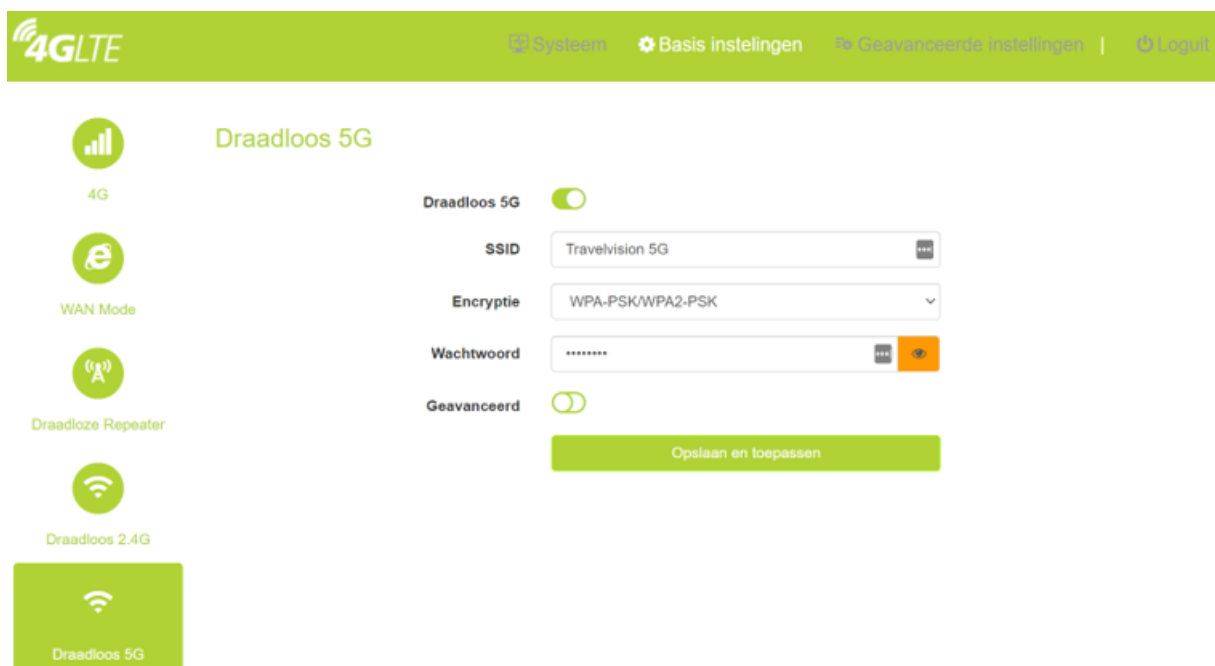 4GLTE
Systeem Basis instelingen Geavanceerde instellingen | Loguit
4G
WAN Mode
Draadloze Repeater
Draadloos 2.4G
Draadloos 5G
Draadloos 5G
Draadloos 5G
SSID Travelvision 5G
Encryptie WPA-PSK/WPA2-PSK
Wachtwoord ••••••••
Geavanceerd
Opslaan en toepassen